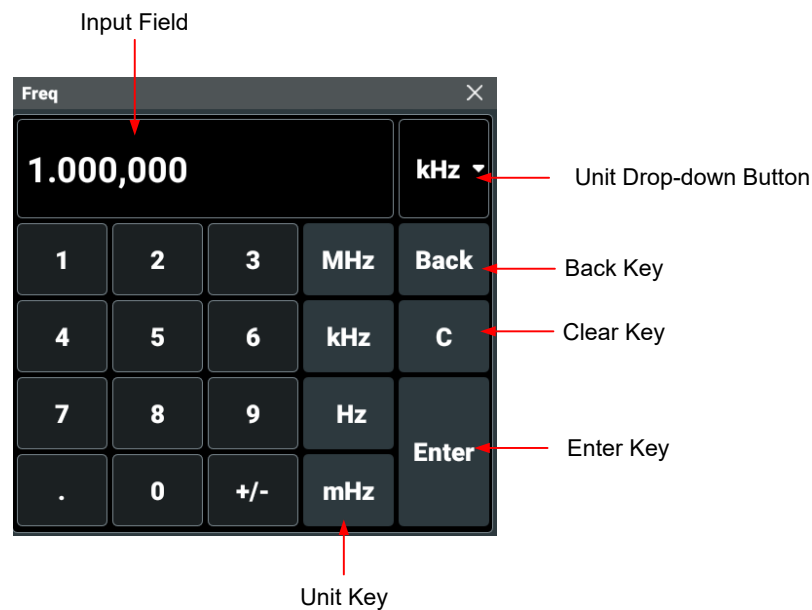 Input Field
Freq
1.000,000 kHz
Unit Drop-down Button
1 2 3 MHz Back
Back Key
4 5 6 kHz C
Clear Key
7 8 9 Hz
Enter
Enter Key
. 0 +/- mHz
Unit Key